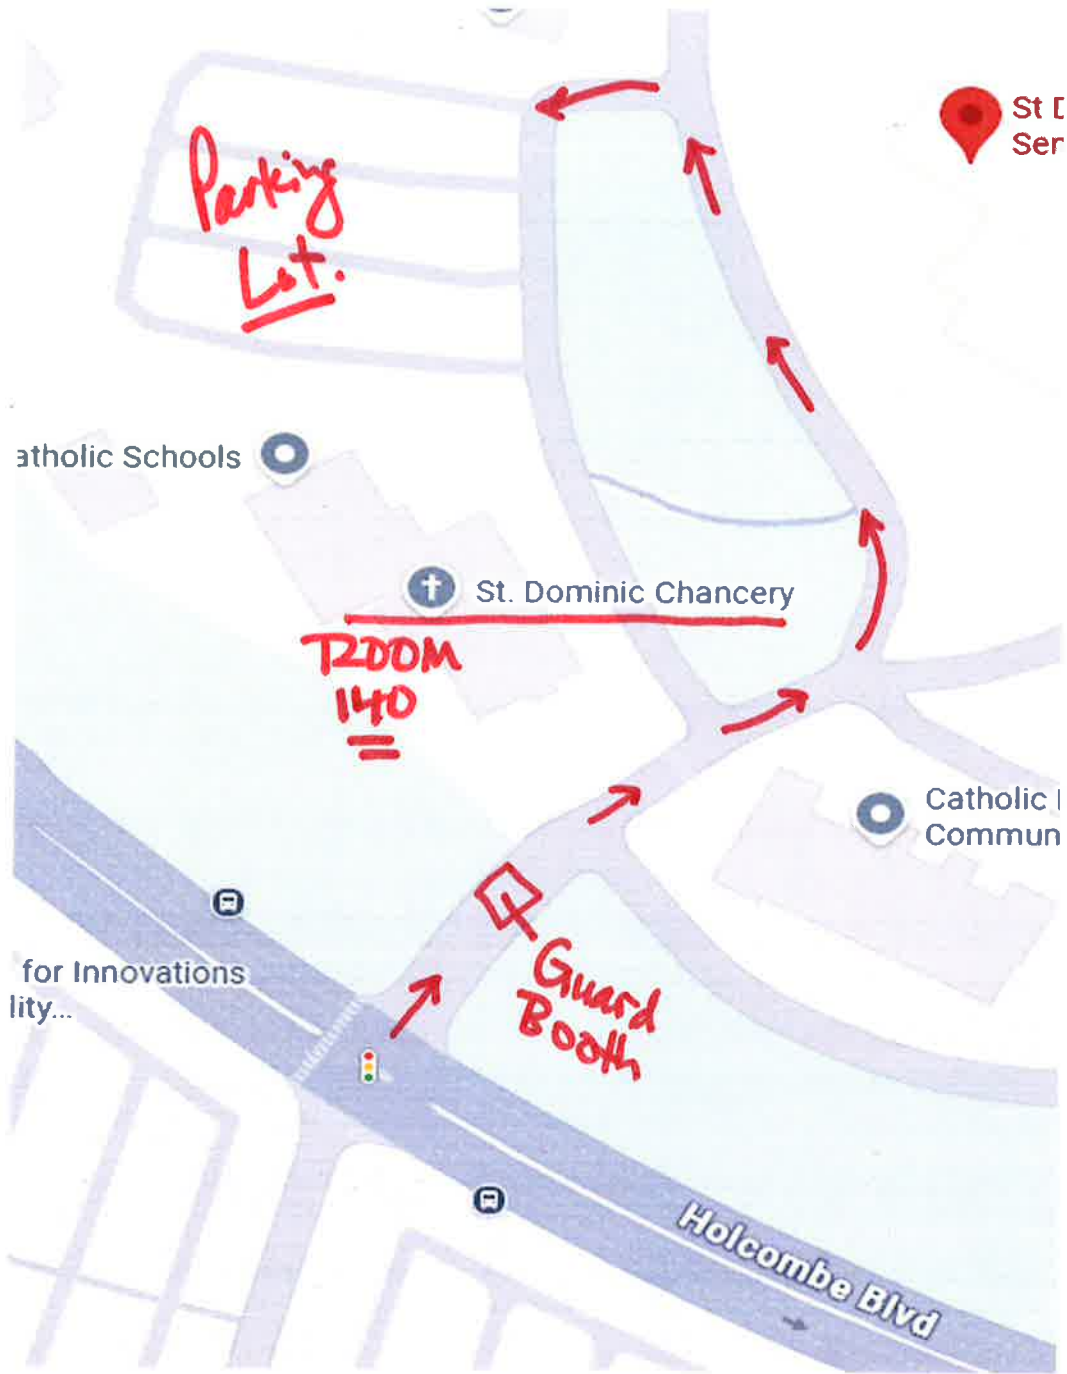 St D
Ser
Parking
Lot.
atholic Schools
St. Dominic Chancery
ROOM
140
Catholic
Commun
Guard
Booth
for Innovations
lity...
Holcombe Blvd